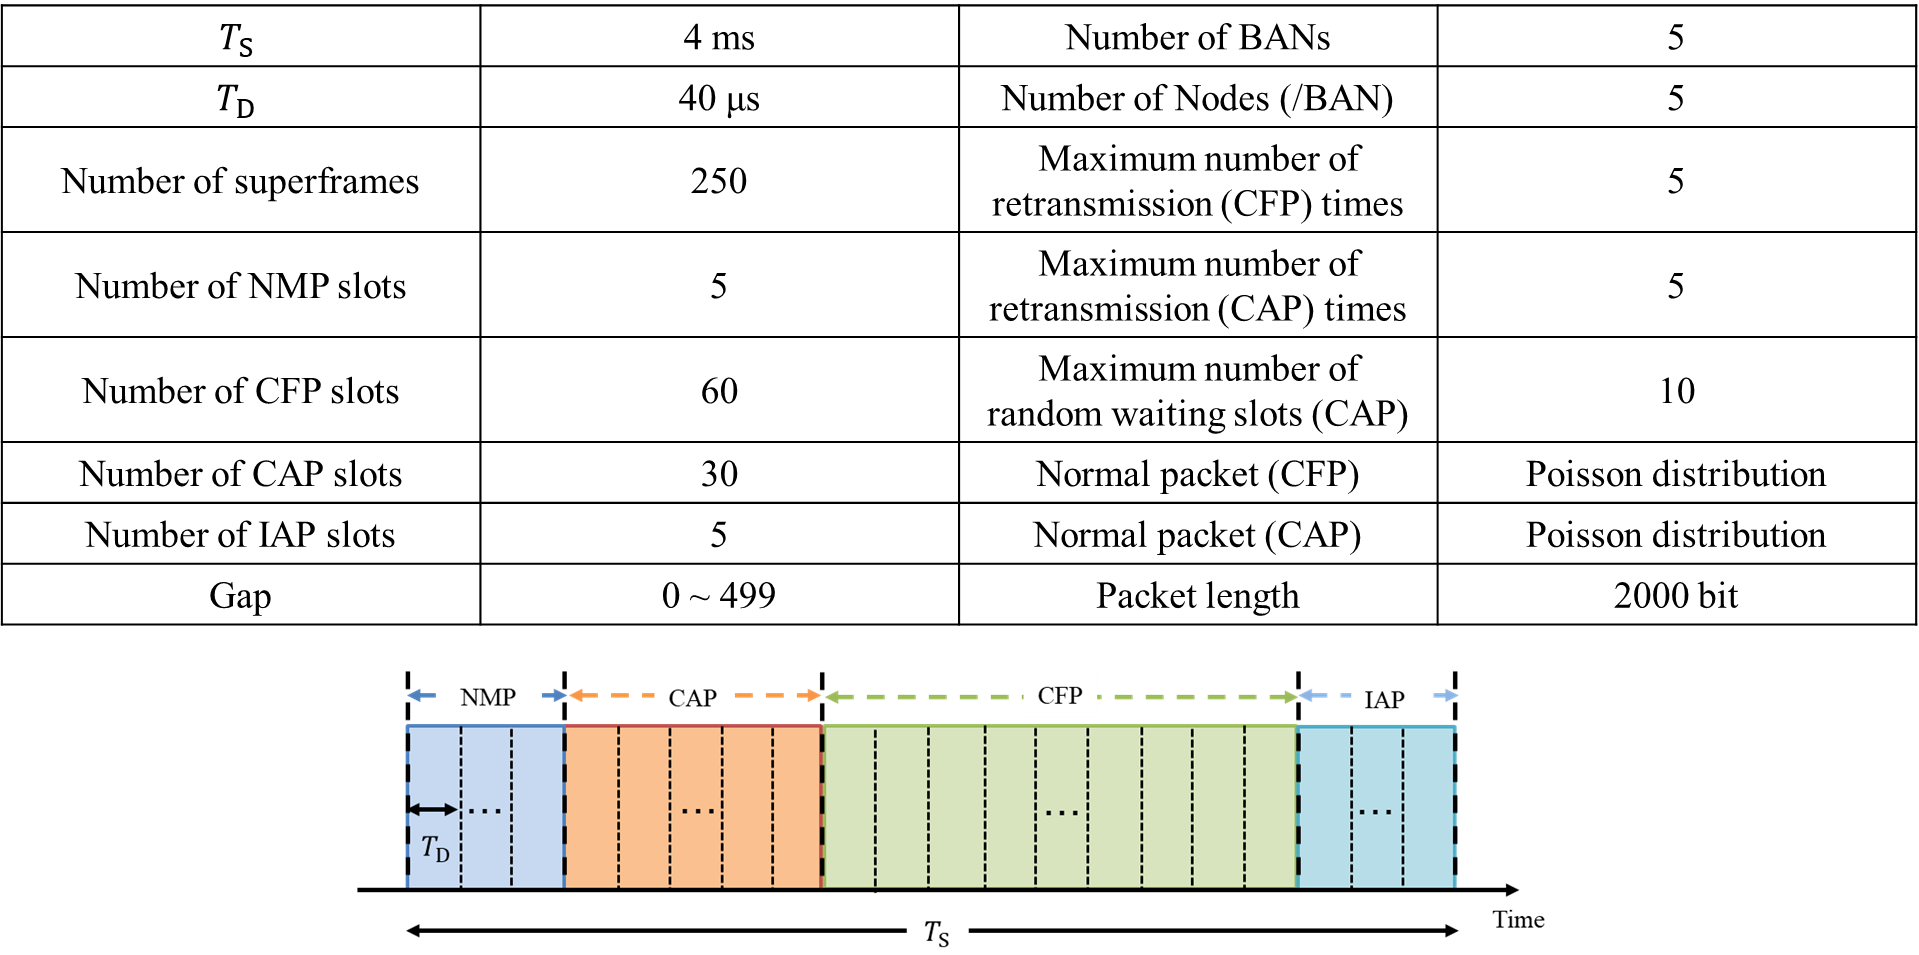 T_S 4 ms Number of BANs 5
T_D 40 μs Number of Nodes (/BAN) 5
Number of superframes 250 Maximum number of
retransmission (CFP) times 5
Number of NMP slots 5 Maximum number of
retransmission (CAP) times 5
Number of CFP slots 60 Maximum number of
random waiting slots (CAP) 10
Number of CAP slots 30 Normal packet (CFP) Poisson distribution
Number of IAP slots 5 Normal packet (CAP) Poisson distribution
Gap 0 ~ 499 Packet length 2000 bit
NMP CAP CFP IAP
... ... ... ...
T_D
Time
T_S